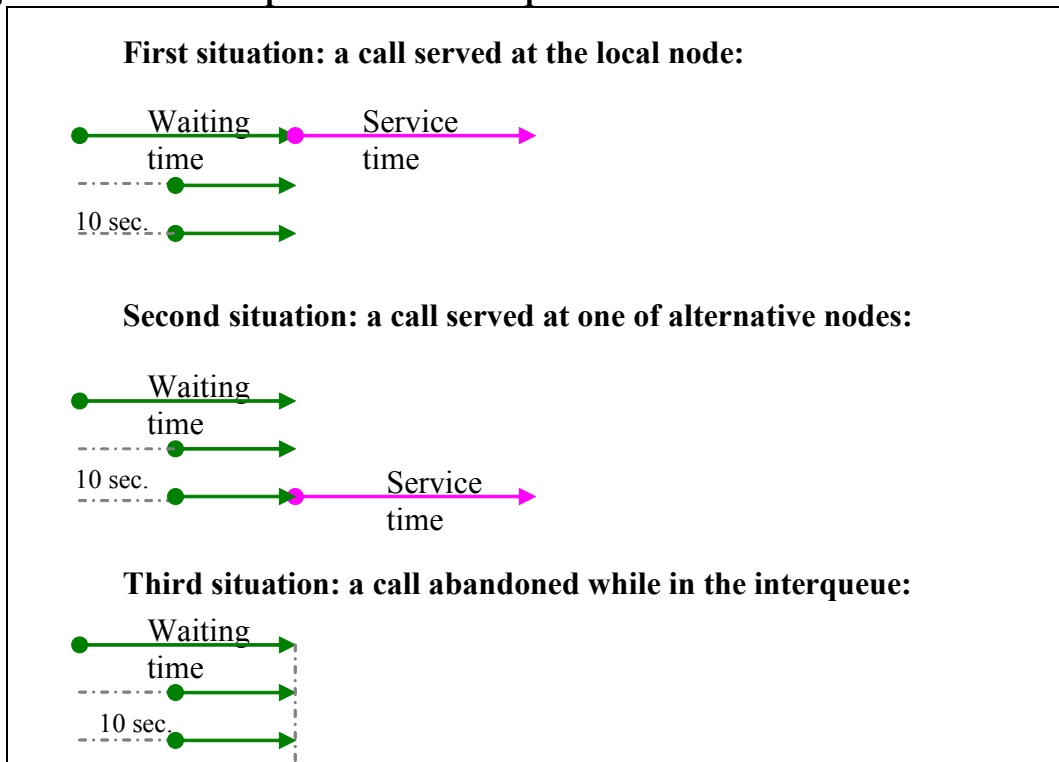 First situation: a call served at the local node:
Waiting
time
Service
time
10 sec.
Second situation: a call served at one of alternative nodes:
Waiting
time
10 sec.
Service
time
Third situation: a call abandoned while in the interqueue:
Waiting
time
10 sec.